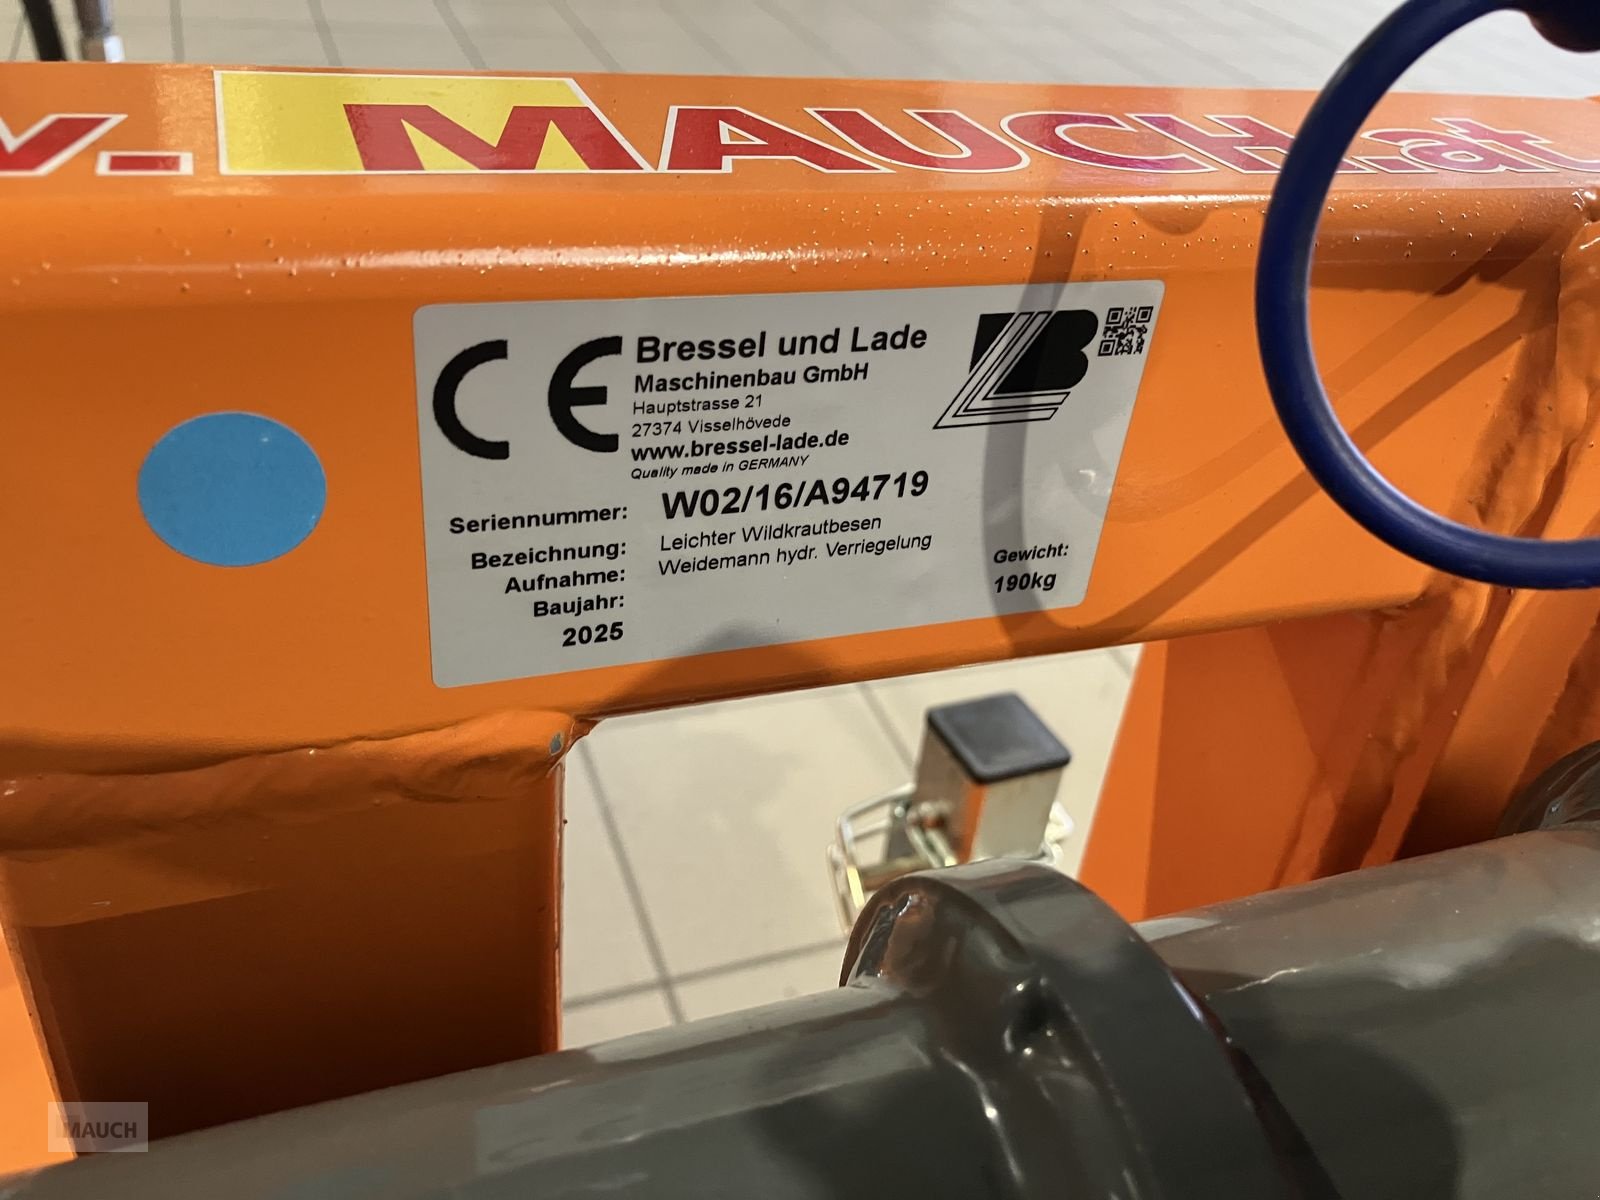 w. MAUCH.at
CE
Bressel und Lade
Maschinenbau GmbH
Hauptstrasse 21
27374 Visselhövede
www.bressel-lade.de
Quality made in GERMANY
Seriennummer: W02/16/A94719
Bezeichnung: Leichter Wildkrautbesen
Aufnahme: Weidemann hydr. Verriegelung
Baujahr:
2025
Gewicht:
190kg
MAUCH